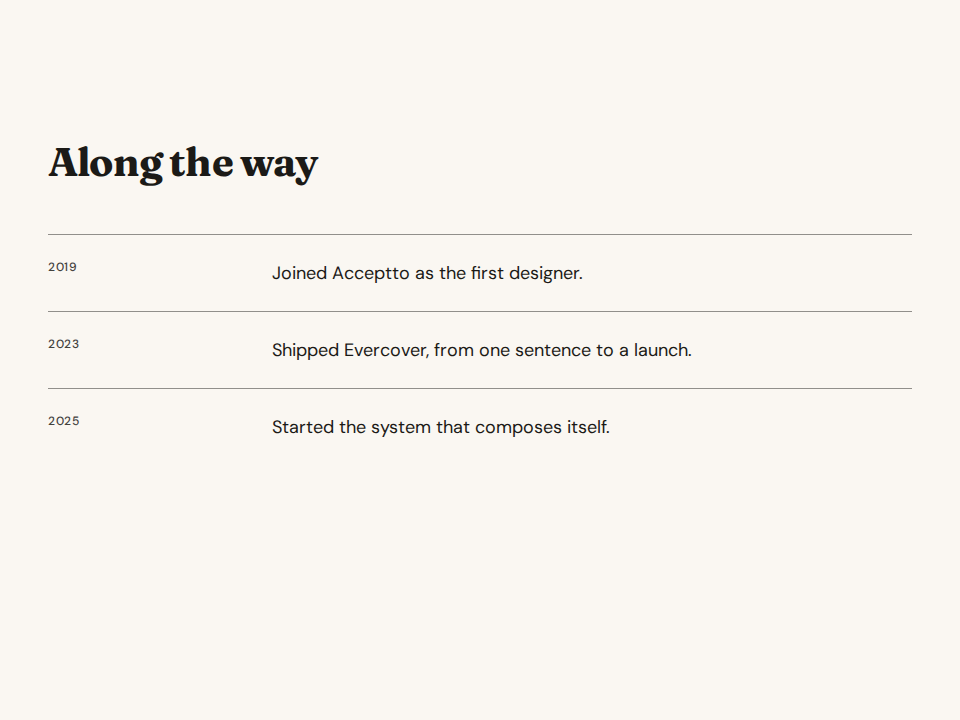 Along the way
2019
Joined Acceptto as the first designer.
2023
Shipped Evercover, from one sentence to a launch.
2025
Started the system that composes itself.